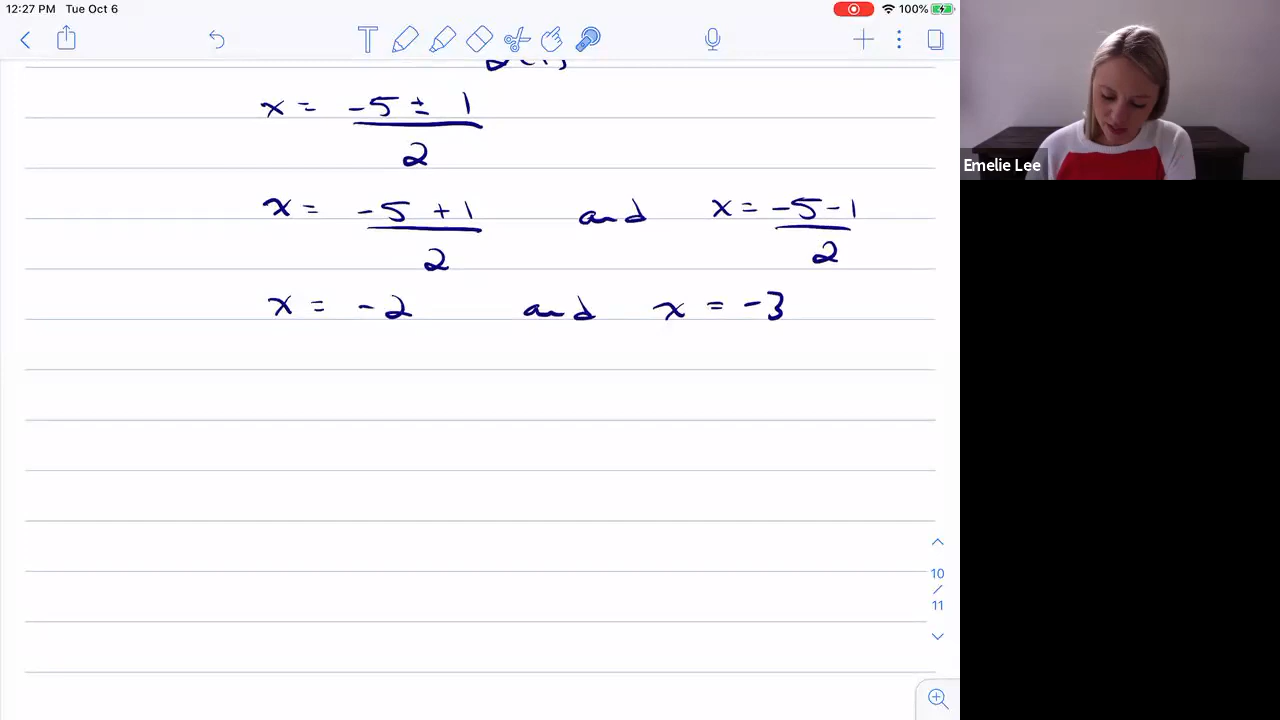 12:27 PM Tue Oct 6
100%
x = -5 ± 1
2
x = -5 + 1 and x = -5 - 1
2 2
x = -2 and x = -3
Emelie Lee
10
/
11